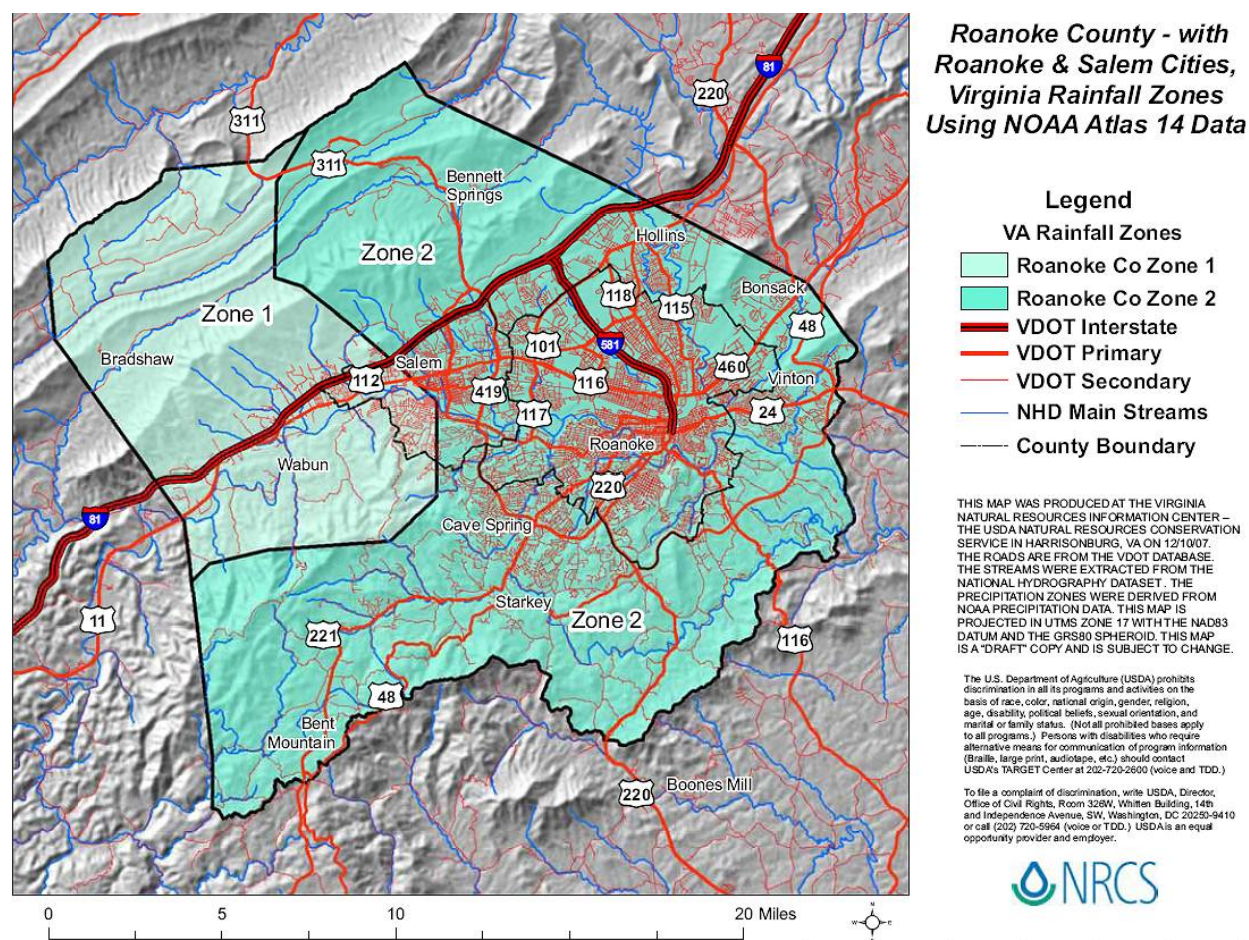 Roanoke County - with
Roanoke & Salem Cities,
Virginia Rainfall Zones
Using NOAA Atlas 14 Data
Legend
VA Rainfall Zones
Roanoke Co Zone 1
Roanoke Co Zone 2
VDOT Interstate
VDOT Primary
VDOT Secondary
NHD Main Streams
County Boundary
THIS MAP WAS PRODUCED AT THE VIRGINIA
NATURAL RESOURCES INFORMATION CENTER –
THE USDA NATURAL RESOURCES CONSERVATION
SERVICE IN HARRISONBURG, VA ON 12/10/07.
THE ROADS ARE FROM THE VDOT DATABASE.
THE STREAMS WERE EXTRACTED FROM THE
NATIONAL HYDROGRAPHY DATASET. THE
PRECIPITATION ZONES WERE DERIVED FROM
NOAA PRECIPITATION DATA. THIS MAP IS
PROJECTED IN UTMS ZONE 17 WITH THE NAD83
DATUM AND THE GRS80 SPHEROID. THIS MAP
IS A "DRAFT" COPY AND IS SUBJECT TO CHANGE.
The U.S. Department of Agriculture (USDA) prohibits
discrimination in all its programs and activities on the
basis of race, color, national origin, gender, religion,
age, disability, political beliefs, sexual orientation, and
marital or family status. (Not all prohibited bases apply
to all programs.) Persons with disabilities who require
alternative means for communication of program information
(Braille, large print, audiotape, etc.) should contact
USDA's TARGET Center at 202-720-2600 (voice and TDD.)
To file a complaint of discrimination, write USDA, Director,
Office of Civil Rights, Room 326W, Whitten Building, 14th
and Independence Avenue, SW, Washington, DC 20250-9410
or call (202) 720-5964 (voice or TDD.) USDA is an equal
opportunity provider and employer.
NRCS
81
220
311
311
Bennett
Springs
Zone 2
Hollins
Zone 1
118
115
Bonsack
48
101
581
Bradshaw
Salem
112
460
419
116
Vinton
117
24
Roanoke
Wabun
220
81
Cave Spring
Starkey
11
221
Zone 2
116
48
Bent
Mountain
220
Boones Mill
0
5
10
20 Miles
N
W
E